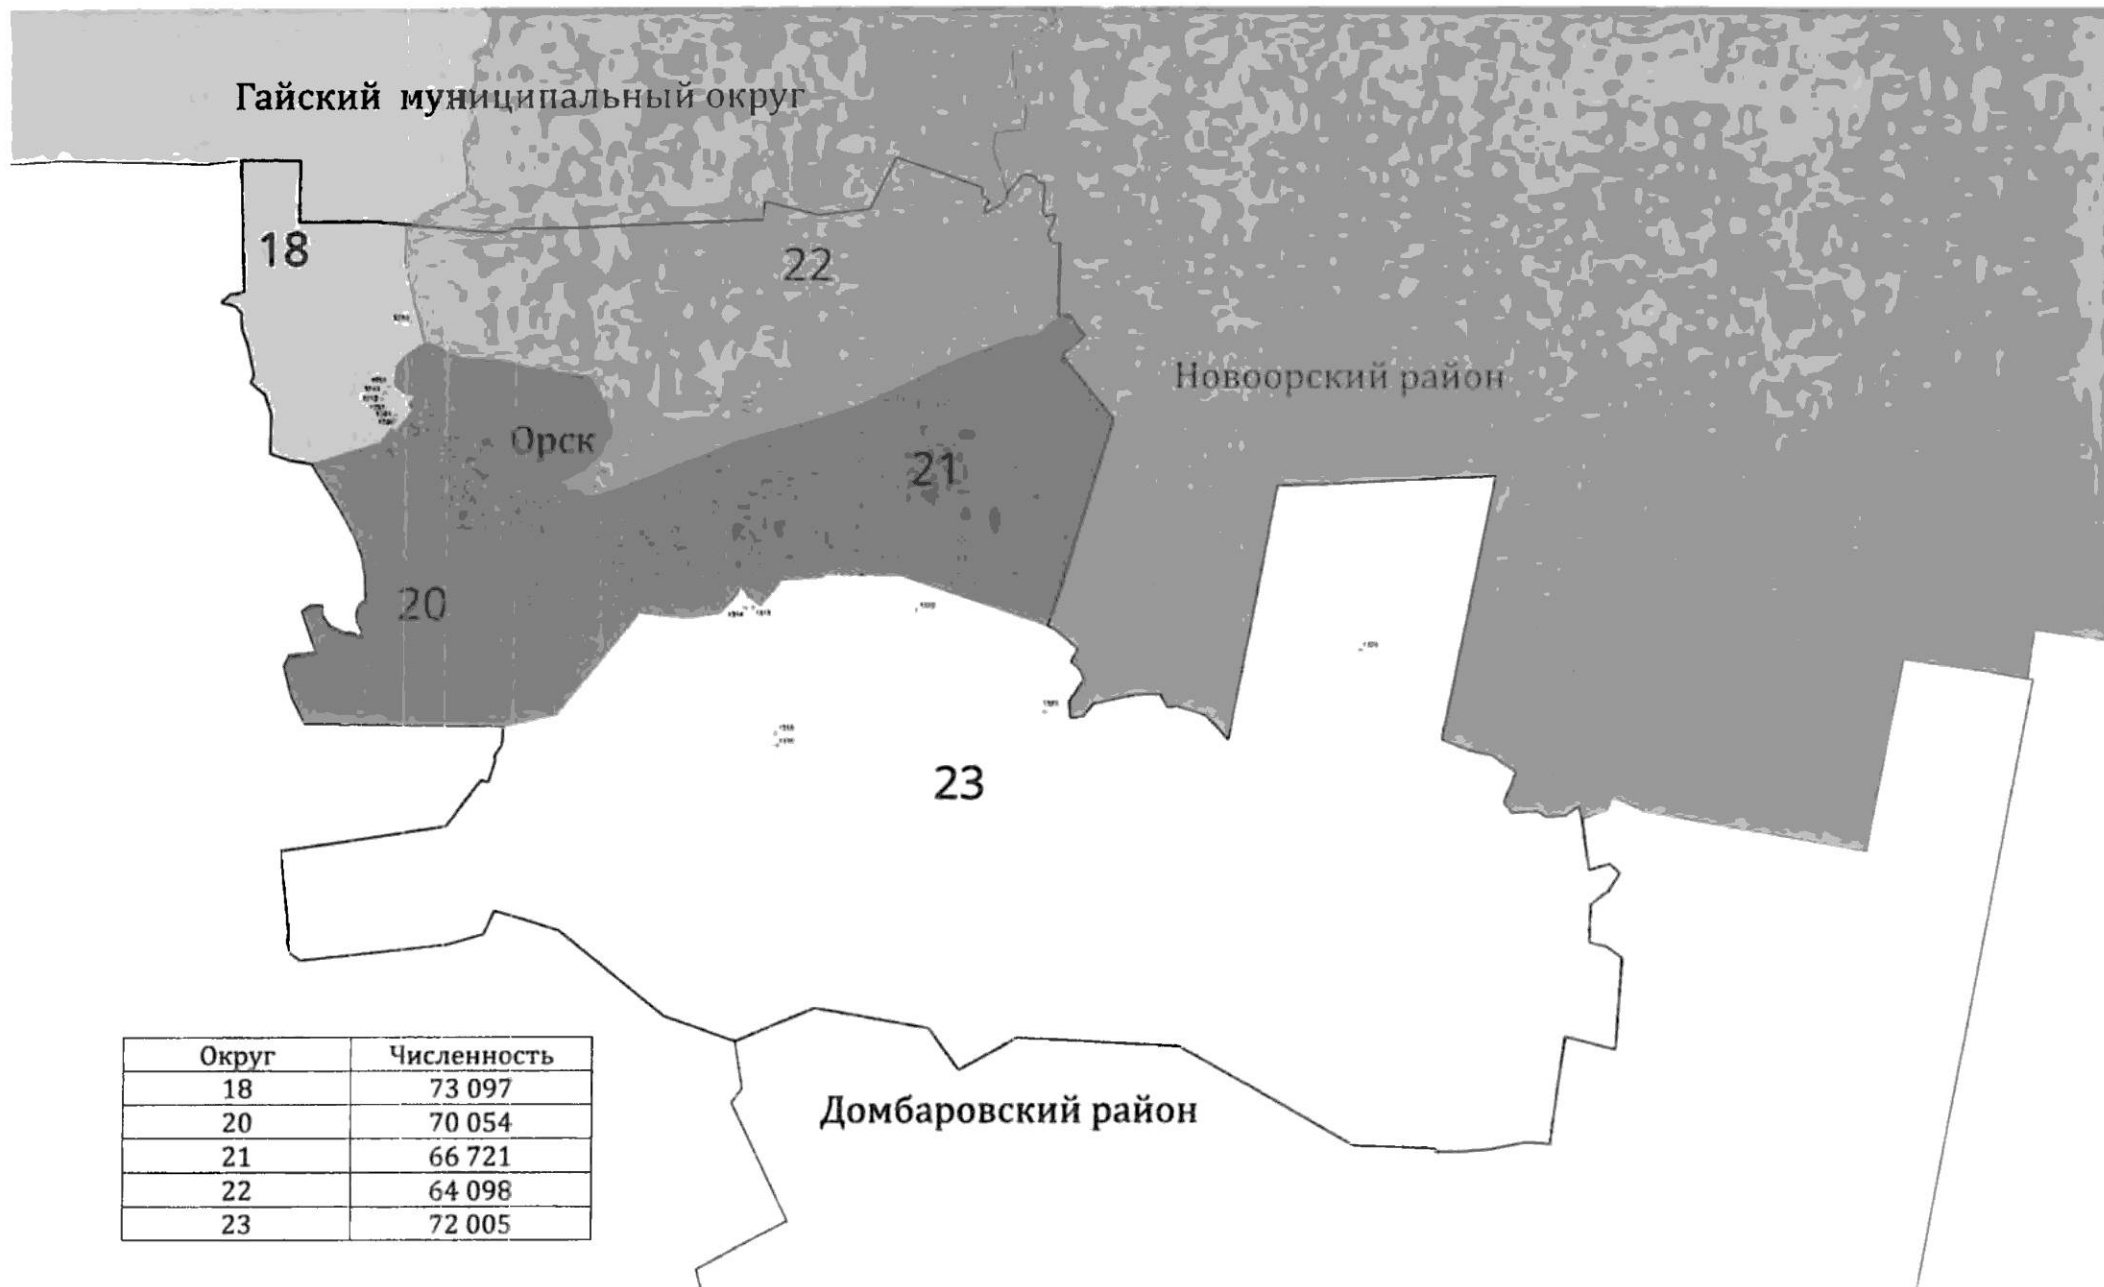 Гайский муниципальный округ
18
22
Новоорский район
Орск
21
20
23
Домбаровский район
Округ Численность
18 73 097
20 70 054
21 66 721
22 64 098
23 72 005